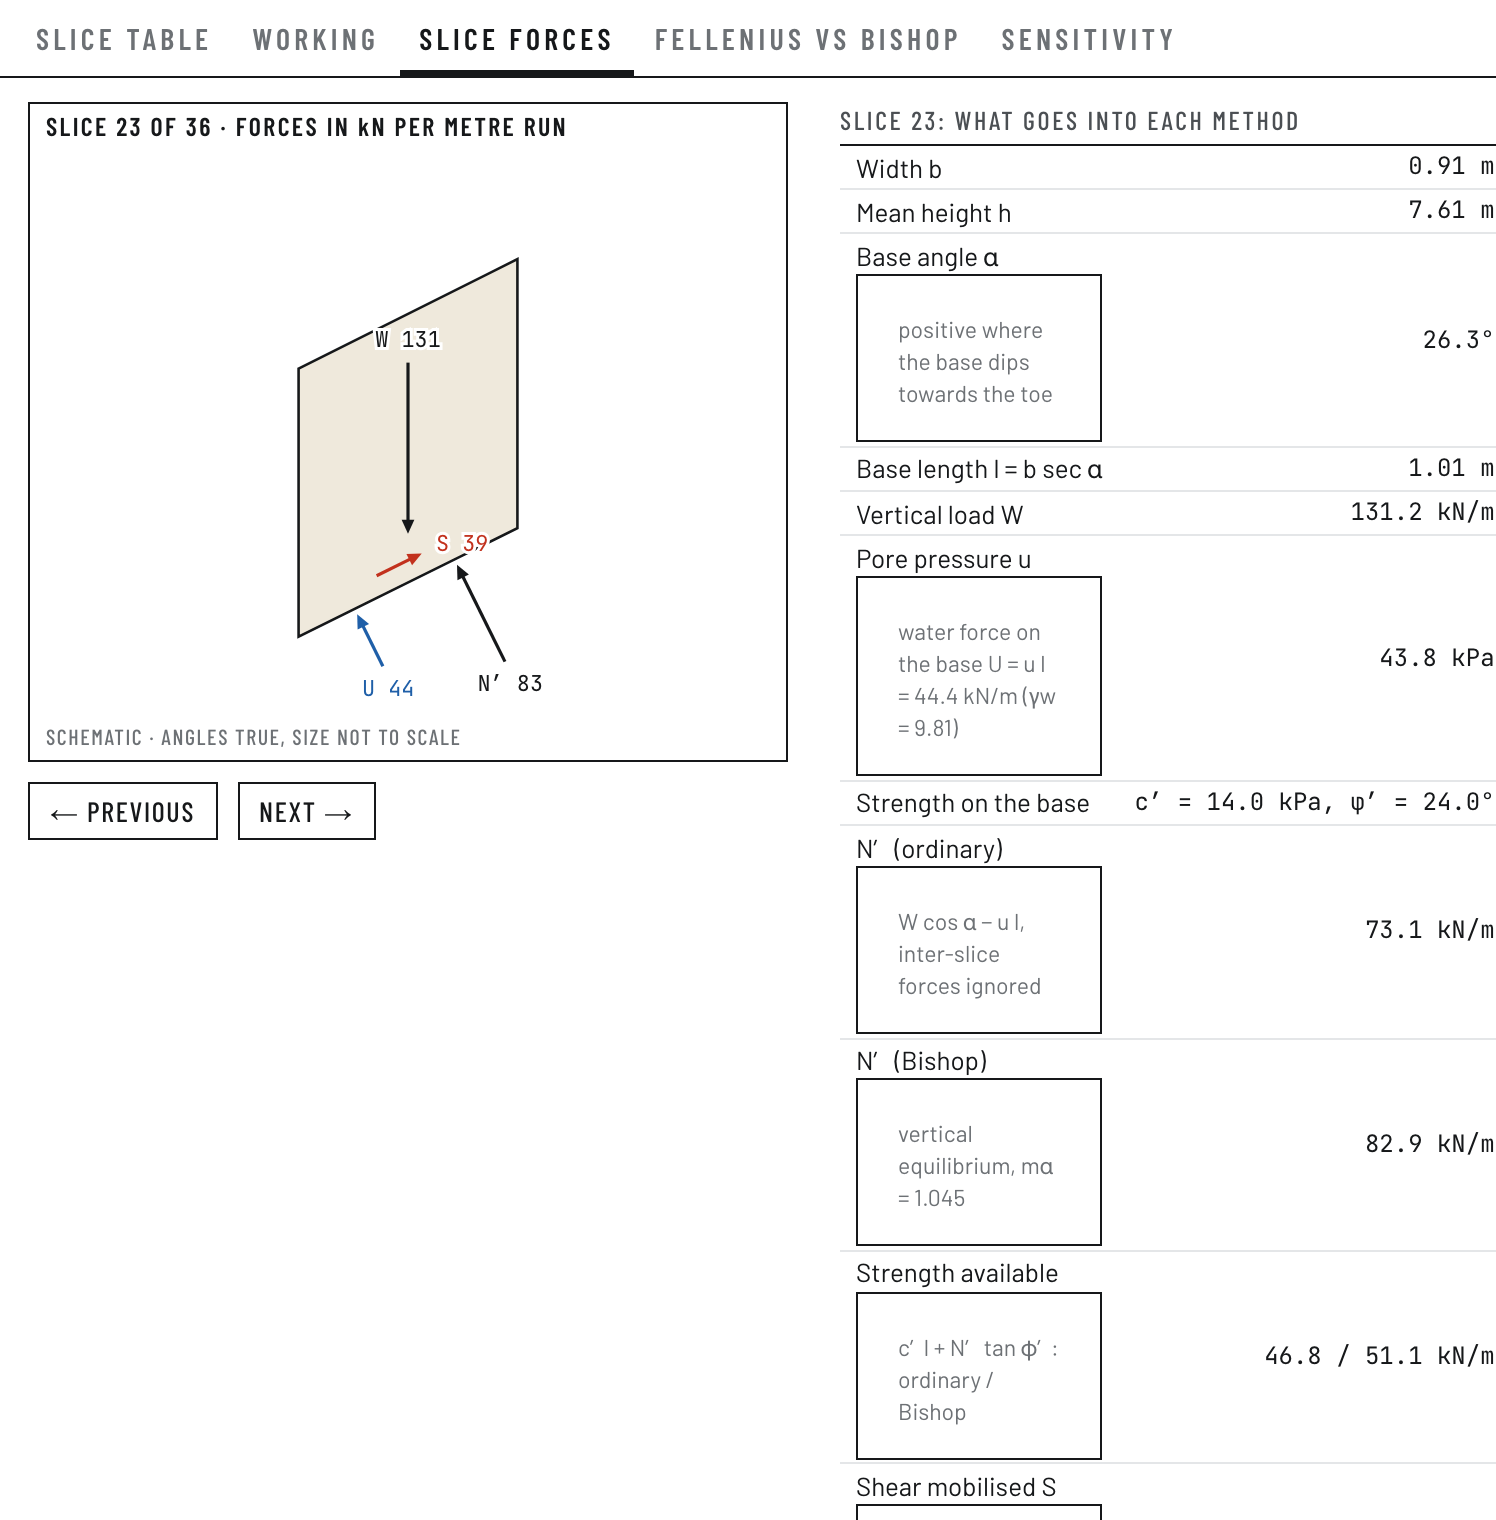 SLICE TABLE WORKING SLICE FORCES FELLENIUS VS BISHOP SENSITIVITY
SLICE 23 OF 36 · FORCES IN kN PER METRE RUN
W 131
S 39
U 44
N′ 83
SCHEMATIC · ANGLES TRUE, SIZE NOT TO SCALE
← PREVIOUS
NEXT →
SLICE 23: WHAT GOES INTO EACH METHOD
Width b 0.91 m
Mean height h 7.61 m
Base angle α
positive where
the base dips
towards the toe
26.3°
Base length l = b sec α 1.01 m
Vertical load W 131.2 kN/m
Pore pressure u
water force on
the base U = u l
= 44.4 kN/m (γw
= 9.81)
43.8 kPa
Strength on the base c′ = 14.0 kPa, φ′ = 24.0°
N′ (ordinary)
W cos α − u l,
inter-slice
forces ignored
73.1 kN/m
N′ (Bishop)
vertical
equilibrium, mα
= 1.045
82.9 kN/m
Strength available
c′ l + N′ tan φ′ :
ordinary /
Bishop
46.8 / 51.1 kN/m
Shear mobilised S